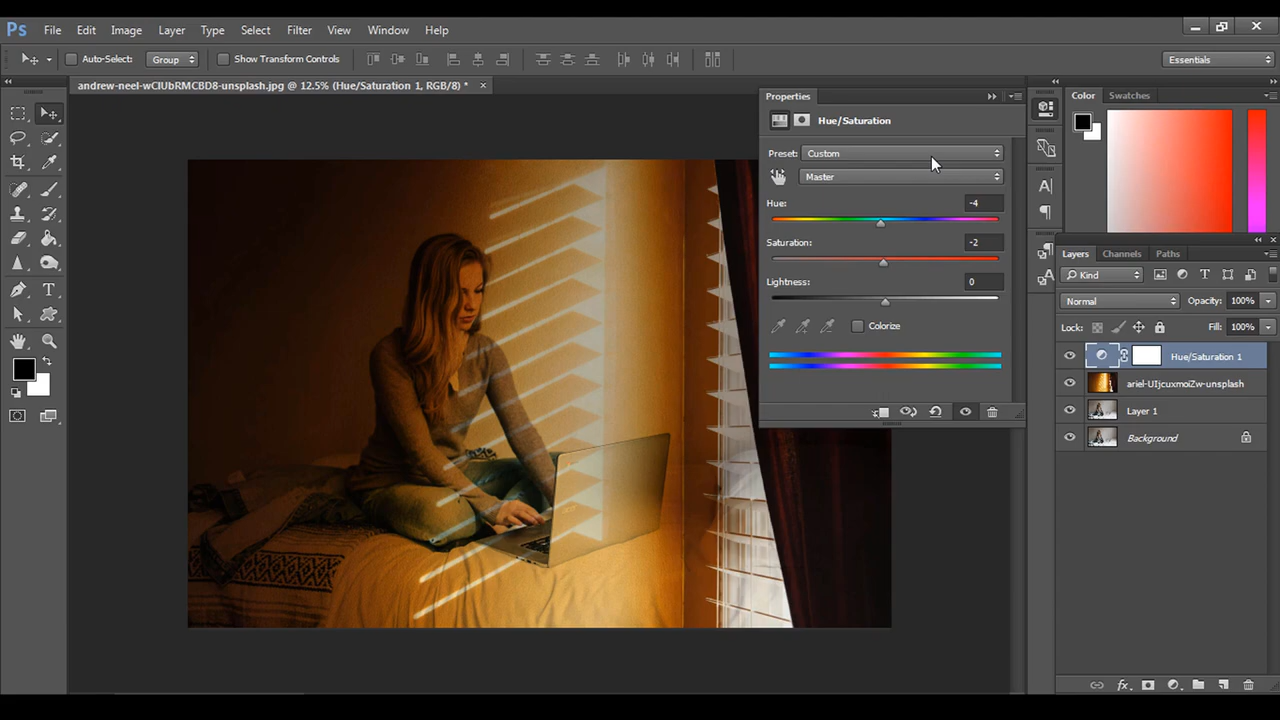 Ps File Edit Image Layer Type Select Filter View Window Help
Auto-Select: Group Show Transform Controls Essentials
andrew-neel-wClUbRMCBD8-unsplash.jpg @ 12.5% (Hue/Saturation 1, RGB/8) *
Properties
Color Swatches
Hue/Saturation
Preset: Custom
Master
Hue: -4
Saturation: -2
Lightness: 0
Colorize
Layers Channels Paths
Kind
Normal Opacity: 100%
Lock: Fill: 100%
Hue/Saturation 1
ariel-UIjcuxmoiZw-unsplash
Layer 1
Background
acer